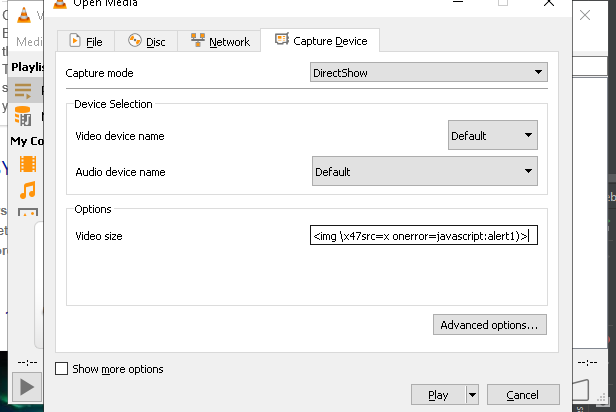 Open Media
Medi
File
Disc
Network
Capture Device
Playlis
Capture mode
DirectShow
Device Selection
Video device name
Default
My Co
Audio device name
Default
Options
Video size
<img \x47src=x onerror=javascript:alert1)>
Advanced options...
--:--
Show more options
--:--
Play
Cancel